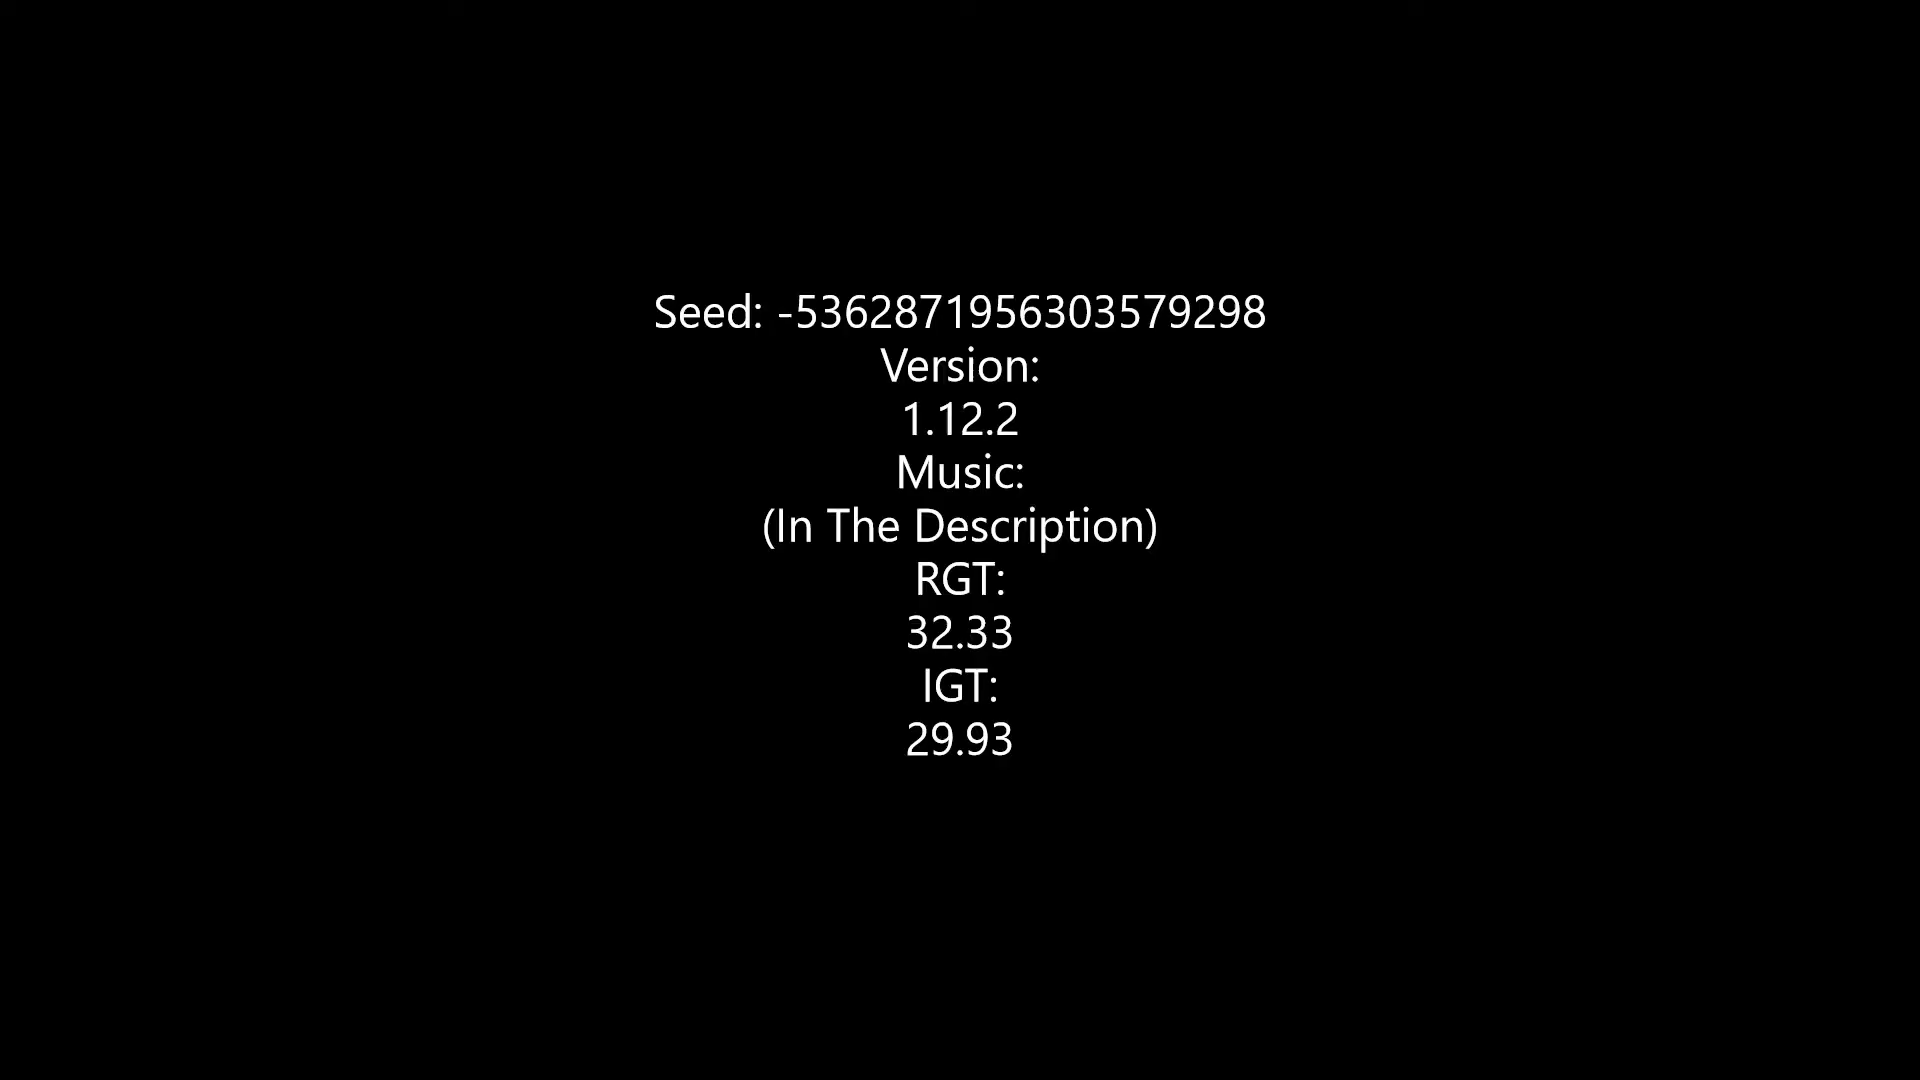 Seed: -5362871956303579298
Version:
1.12.2
Music:
(In The Description)
RGT:
32.33
IGT:
29.93